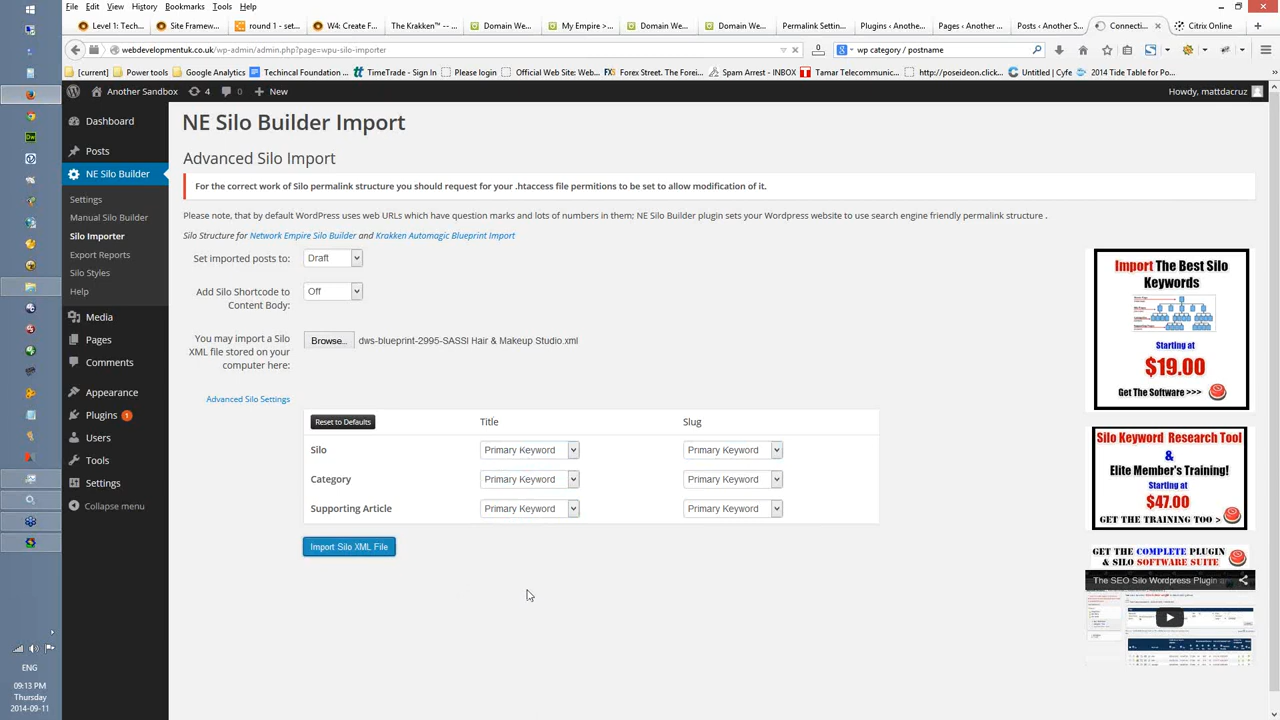 File Edit View History Bookmarks Tools Help
Level 1: Tech...
Site Framew...
round 1 - set...
W4: Create F...
The Krakken™ -...
Domain We...
My Empire >...
Domain We...
Domain We...
Permalink Setting...
Plugins ‹ Anothe...
Pages ‹ Another ...
Posts ‹ Another S...
Connecti...
Citrix Online
webdevelopmentuk.co.uk/wp-admin/admin.php?page=wpu-silo-importer
wp category / postname
[current]
Power tools
Google Analytics
Techincal Foundation ...
TimeTrade - Sign In
Please login
Official Web Site: Web...
Forex Street. The Forei...
Spam Arrest - INBOX
Tamar Telecommunic...
http://poseidon.click...
Untitled | Cyfe
2014 Tide Table for Po...
Another Sandbox
4
0
New
Howdy, mattdacruz
Dashboard
Posts
NE Silo Builder
Settings
Manual Silo Builder
Silo Importer
Export Reports
Silo Styles
Help
Media
Pages
Comments
Appearance
Plugins 1
Users
Tools
Settings
Collapse menu
NE Silo Builder Import
Advanced Silo Import
For the correct work of Silo permalink structure you should request for your .htaccess file permitions to be set to allow modification of it.
Please note, that by default WordPress uses web URLs which have question marks and lots of numbers in them; NE Silo Builder plugin sets your Wordpress website to use search engine friendly permalink structure .
Silo Structure for Network Empire Silo Builder and Krakken Automagic Blueprint Import
Set imported posts to: Draft
Add Silo Shortcode to Off
Content Body:
You may import a Silo
XML file stored on your
computer here:
Browse... dws-blueprint-2995-SASSI Hair & Makeup Studio.xml
Advanced Silo Settings
Reset to Defaults Title Slug
Silo Primary Keyword Primary Keyword
Category Primary Keyword Primary Keyword
Supporting Article Primary Keyword Primary Keyword
Import Silo XML File
Import The Best Silo
Keywords
Starting at
$19.00
Get The Software >>>
Silo Keyword Research Tool
&
Elite Member's Training!
Starting at
$47.00
GET THE TRAINING TOO >
GET THE COMPLETE PLUGIN
& SILO SOFTWARE SUITE
The SEO Silo Wordpress Plugin
ENG
09:13 PM
Thursday
2014-09-11